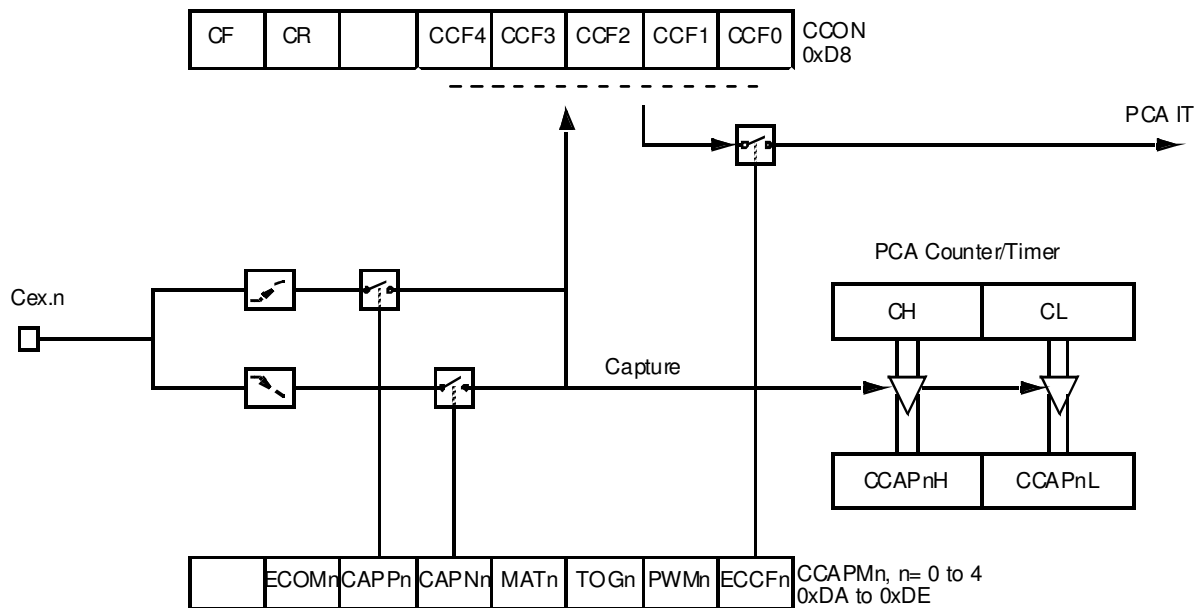 CF CR CCF4 CCF3 CCF2 CCF1 CCF0 CCON
0xD8
PCA IT
PCA Counter/Timer
Cex.n
CH CL
Capture
CCAPnH CCAPnL
ECOMn CAPPn CAPNn MATn TOGn PWMn ECCFn CCAPMn, n= 0 to 4
0xDA to 0xDE